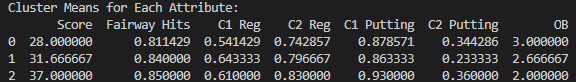 Cluster Means for Each Attribute:
Score Fairway Hits C1 Reg C2 Reg C1 Putting C2 Putting OB
0 28.000000 0.811429 0.541429 0.742857 0.878571 0.344286 3.000000
1 31.666667 0.840000 0.643333 0.796667 0.863333 0.233333 2.666667
2 37.000000 0.850000 0.610000 0.830000 0.930000 0.360000 2.000000